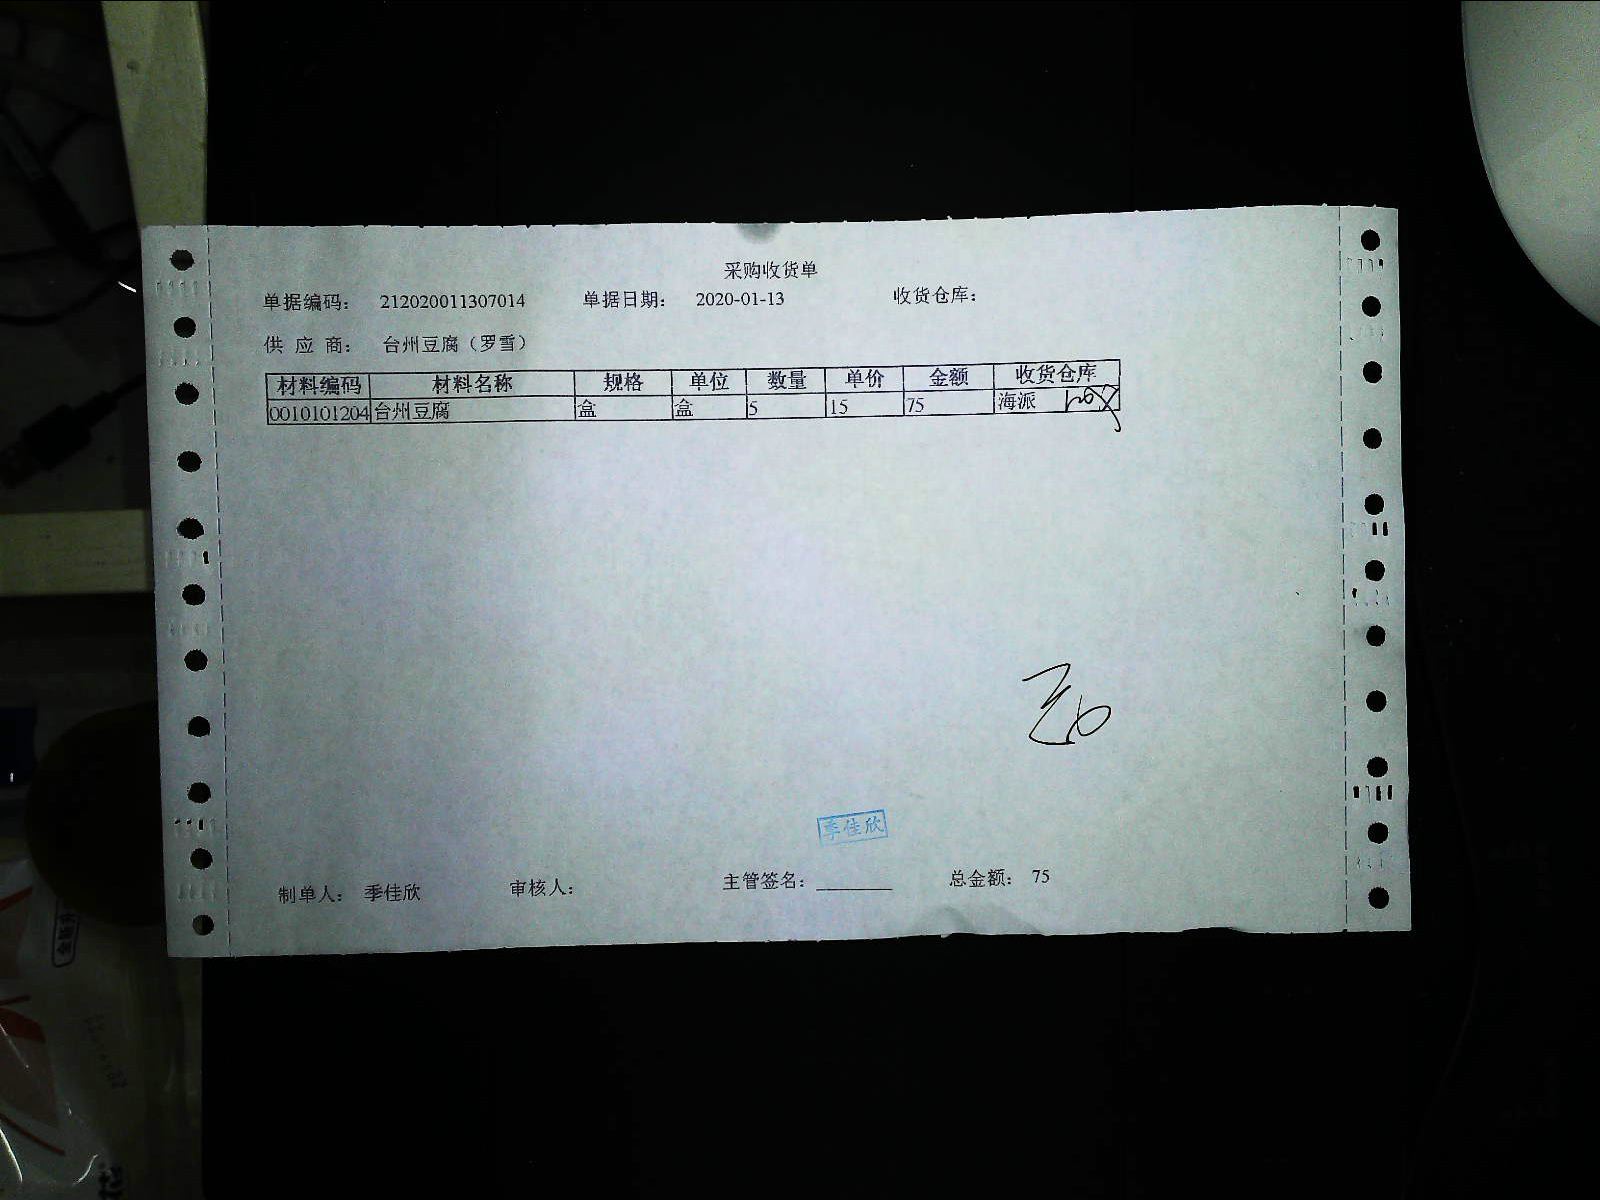 采购收货单
单据编码： 212020011307014 单据日期： 2020-01-13 收货仓库：
供 应 商： 台州豆腐（罗雪）
材料编码 材料名称 规格 单位 数量 单价 金额 收货仓库
0010101204 台州豆腐 盒 盒 5 15 75 海派
季佳欣
制单人： 季佳欣 审核人： 主管签名：________ 总金额： 75